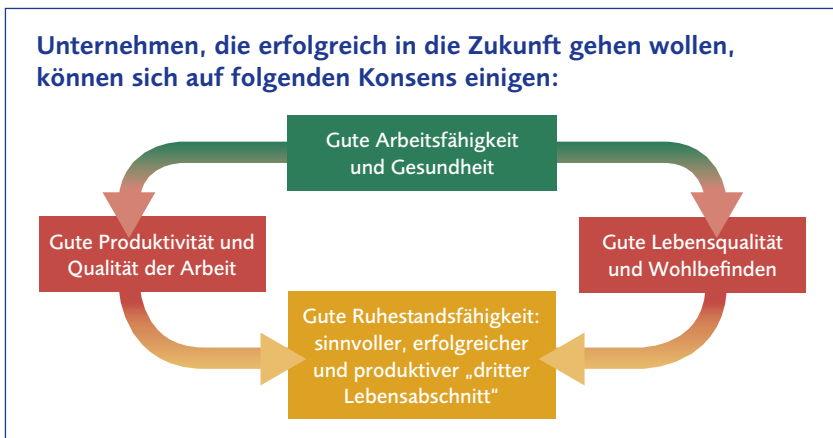 Unternehmen, die erfolgreich in die Zukunft gehen wollen,
können sich auf folgenden Konsens einigen:
Gute Arbeitsfähigkeit
und Gesundheit
Gute Produktivität und
Qualität der Arbeit
Gute Lebensqualität
und Wohlbefinden
Gute Ruhestandsfähigkeit:
sinnvoller, erfolgreicher
und produktiver „dritter
Lebensabschnitt“